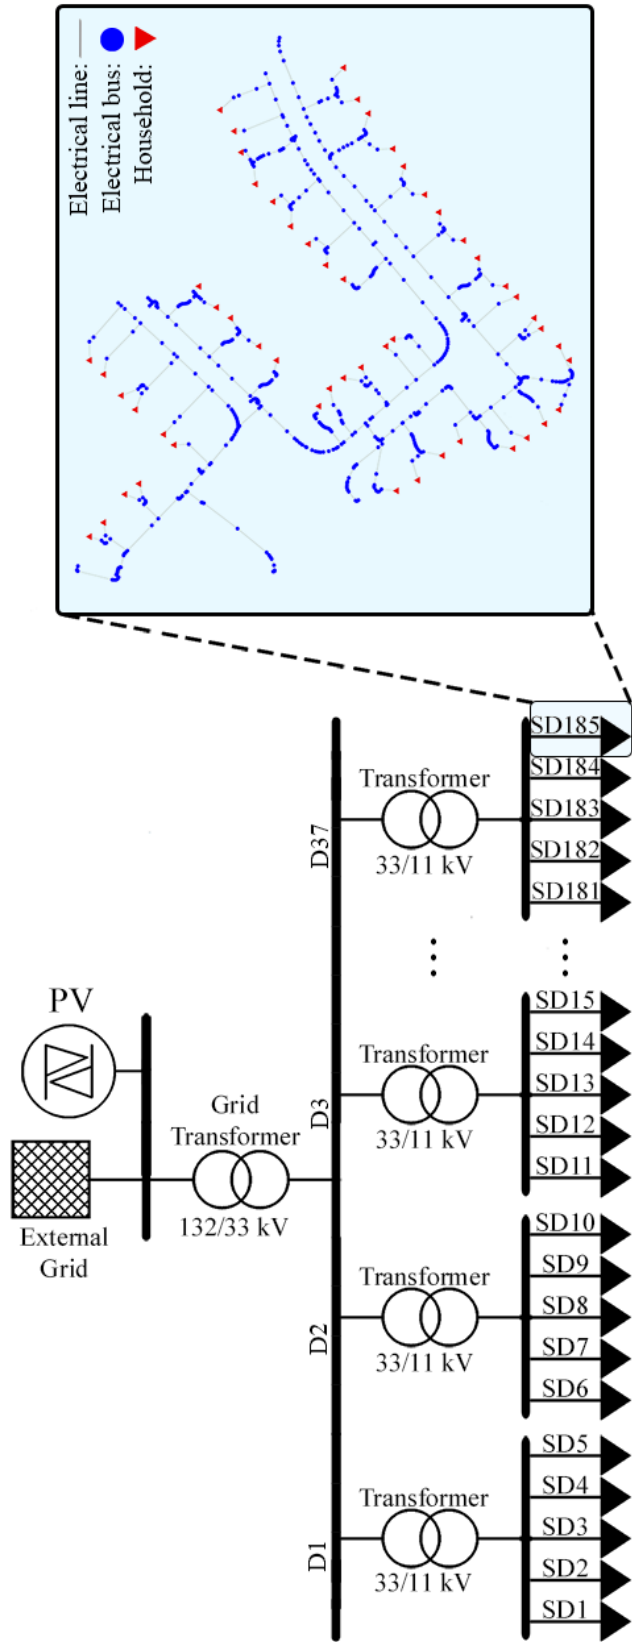 Electrical line:
Electrical bus:
Household:
SD185
SD184
SD183
SD182
SD181
Transformer
33/11 kV
D37
PV
SD15
SD14
SD13
SD12
SD11
Transformer
33/11 kV
D3
Grid
Transformer
132/33 kV
External
Grid
SD10
SD9
SD8
SD7
SD6
Transformer
33/11 kV
D2
SD5
SD4
SD3
SD2
SD1
Transformer
33/11 kV
D1